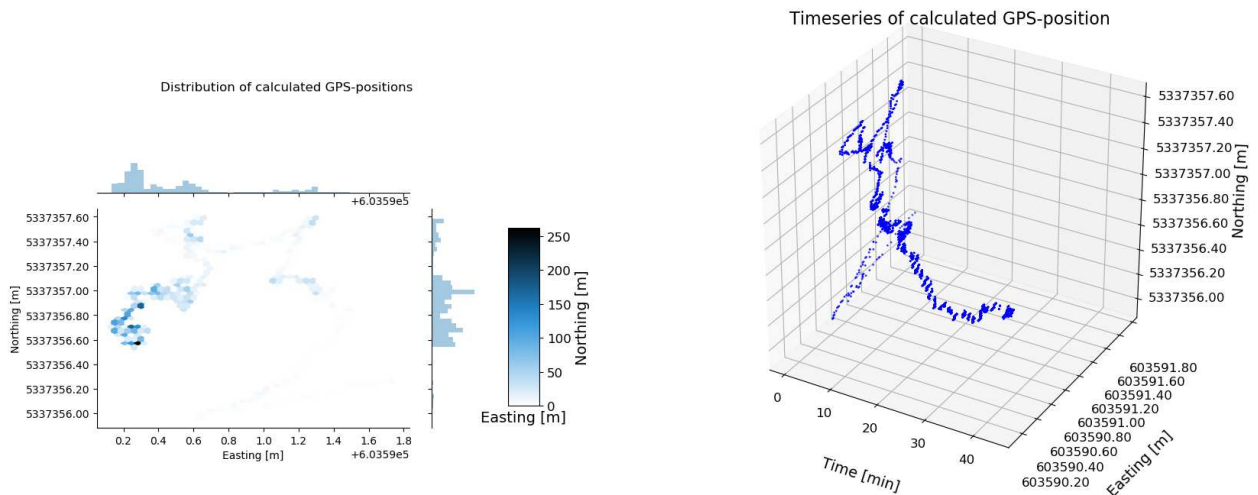 Distribution of calculated GPS-positions
+6.0359e5
5337357.60
5337357.40
5337357.20
5337357.00
5337356.80
5337356.60
5337356.40
5337356.20
5337356.00
Northing [m]
0.2 0.4 0.6 0.8 1.0 1.2 1.4 1.6 1.8
Easting [m]
+6.0359e5
250
200
150
100
50
0
Northing [m]
Easting [m]
Timeseries of calculated GPS-position
5337357.60
5337357.40
5337357.20
5337357.00
5337356.80
5337356.60
5337356.40
5337356.20
5337356.00
Northing [m]
603591.80
603591.60
603591.40
603591.20
603591.00
603590.80
603590.60
603590.40
603590.20
Easting [m]
0 10 20 30 40
Time [min]